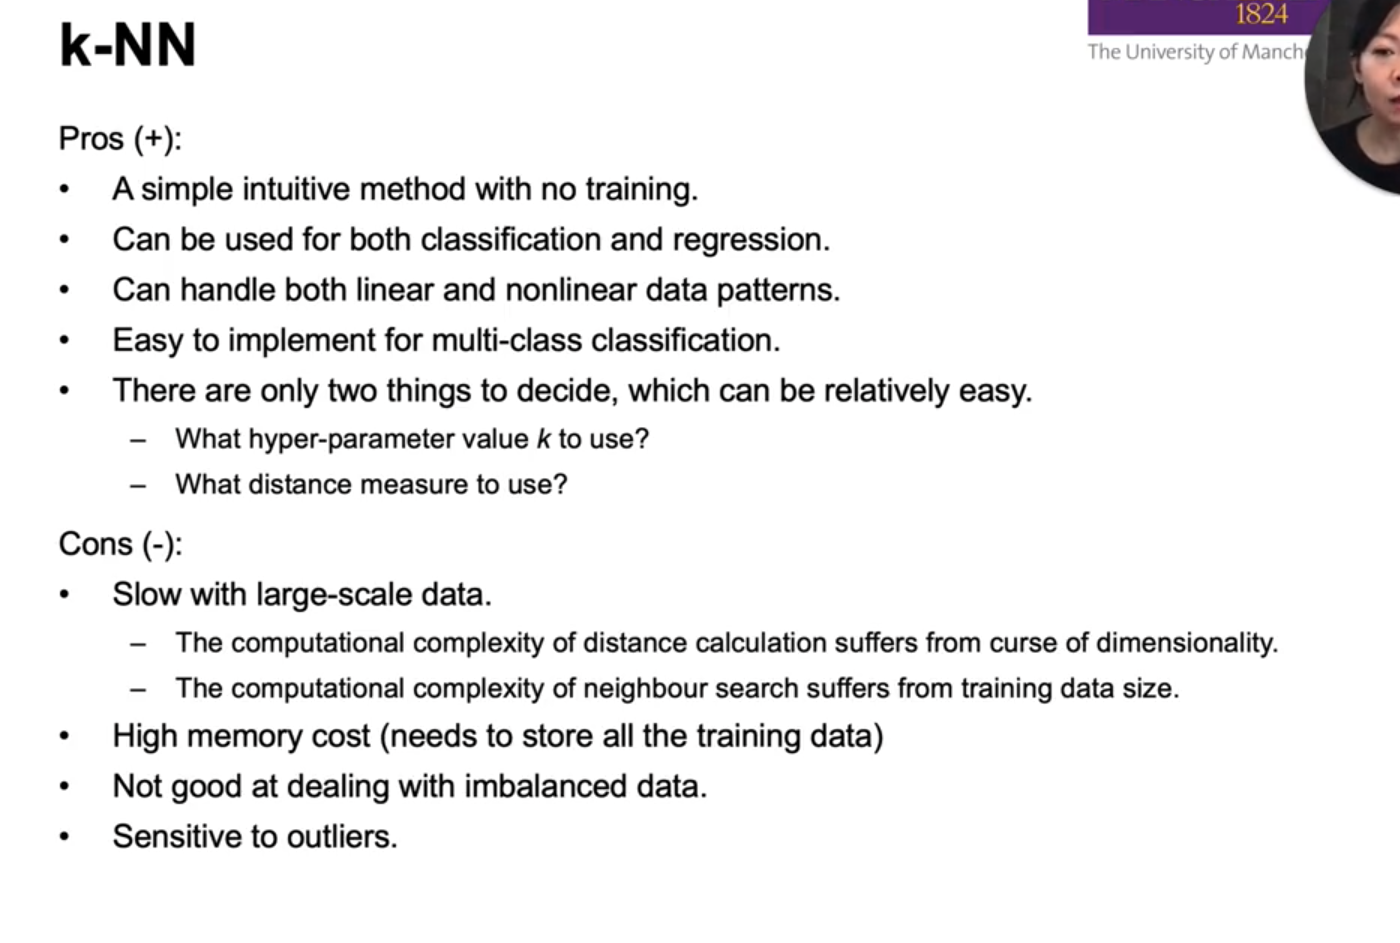 1824
The University of Manch
k-NN
Pros (+):
• A simple intuitive method with no training.
• Can be used for both classification and regression.
• Can handle both linear and nonlinear data patterns.
• Easy to implement for multi-class classification.
• There are only two things to decide, which can be relatively easy.
– What hyper-parameter value k to use?
– What distance measure to use?
Cons (-):
• Slow with large-scale data.
– The computational complexity of distance calculation suffers from curse of dimensionality.
– The computational complexity of neighbour search suffers from training data size.
• High memory cost (needs to store all the training data)
• Not good at dealing with imbalanced data.
• Sensitive to outliers.